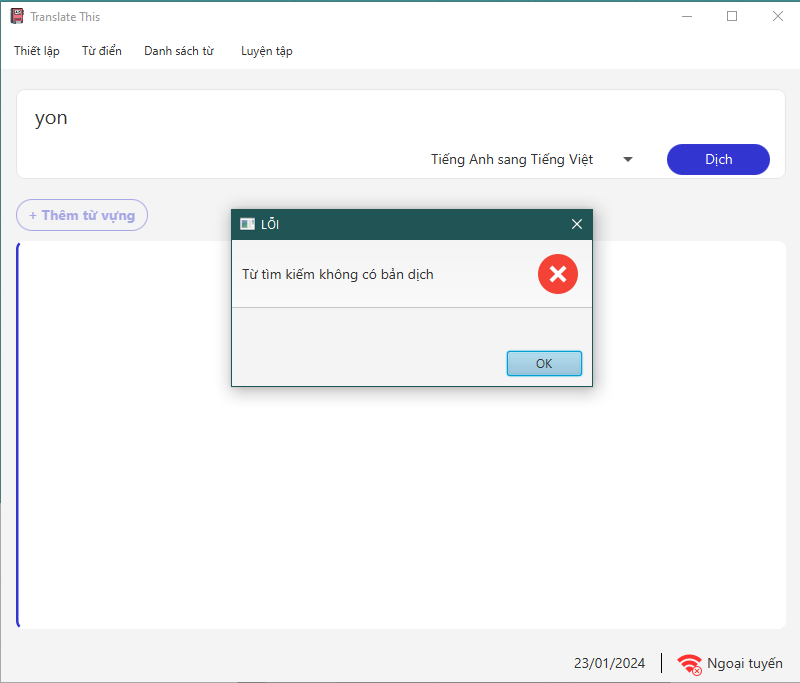 Translate This
Thiết lập Từ điển Danh sách từ Luyện tập
yon
Tiếng Anh sang Tiếng Việt Dịch
+ Thêm từ vựng
LỖI
Từ tìm kiếm không có bản dịch
OK
23/01/2024 Ngoại tuyến